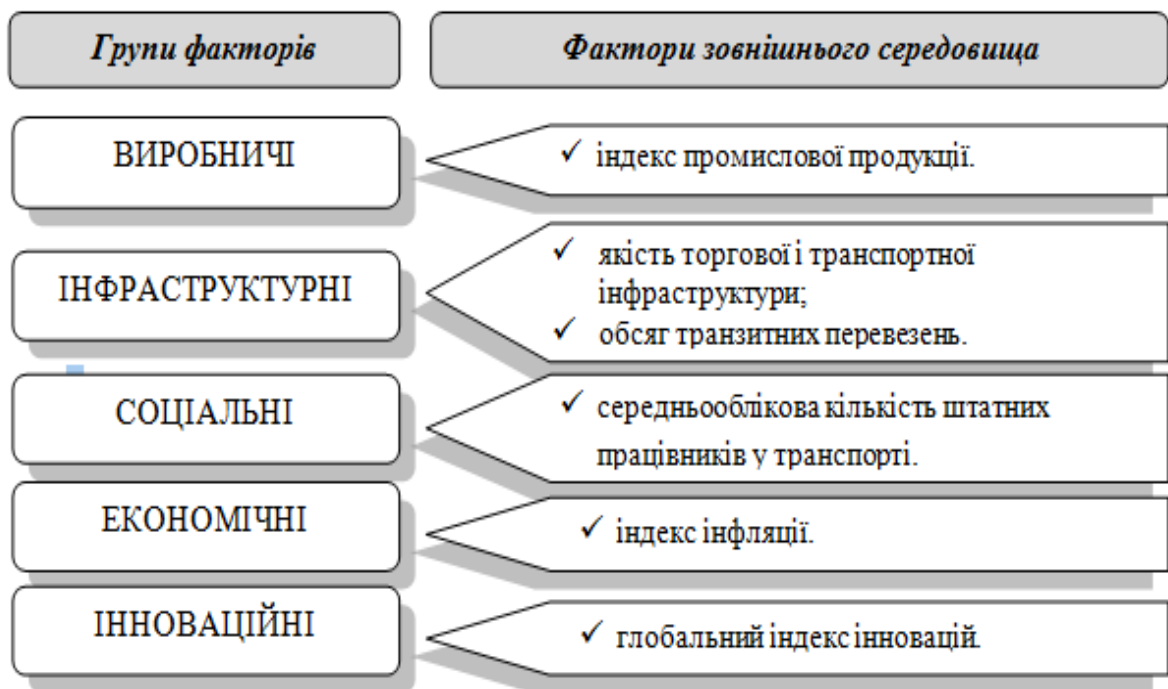 Групи факторів
Фактори зовнішнього середовища
ВИРОБНИЧІ
✓ індекс промислової продукції.
ІНФРАСТРУКТУРНІ
✓ якість торгової і транспортної
інфраструктури;
✓ обсяг транзитних перевезень.
СОЦІАЛЬНІ
✓ середньооблікова кількість штатних
працівників у транспорті.
ЕКОНОМІЧНІ
✓ індекс інфляції.
ІННОВАЦІЙНІ
✓ глобальний індекс інновацій.